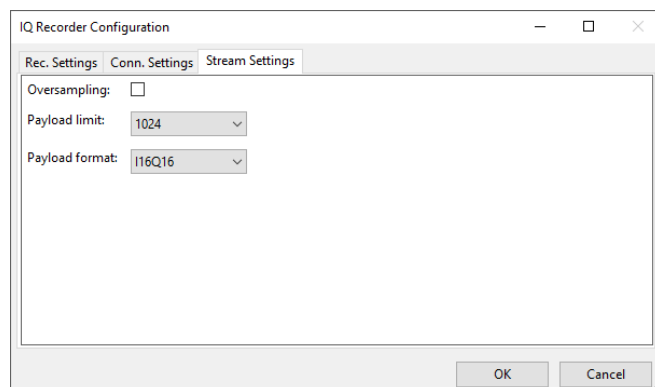 IQ Recorder Configuration
Rec. Settings Conn. Settings Stream Settings
Oversampling:
Payload limit: 1024
Payload format: I16Q16
OK Cancel